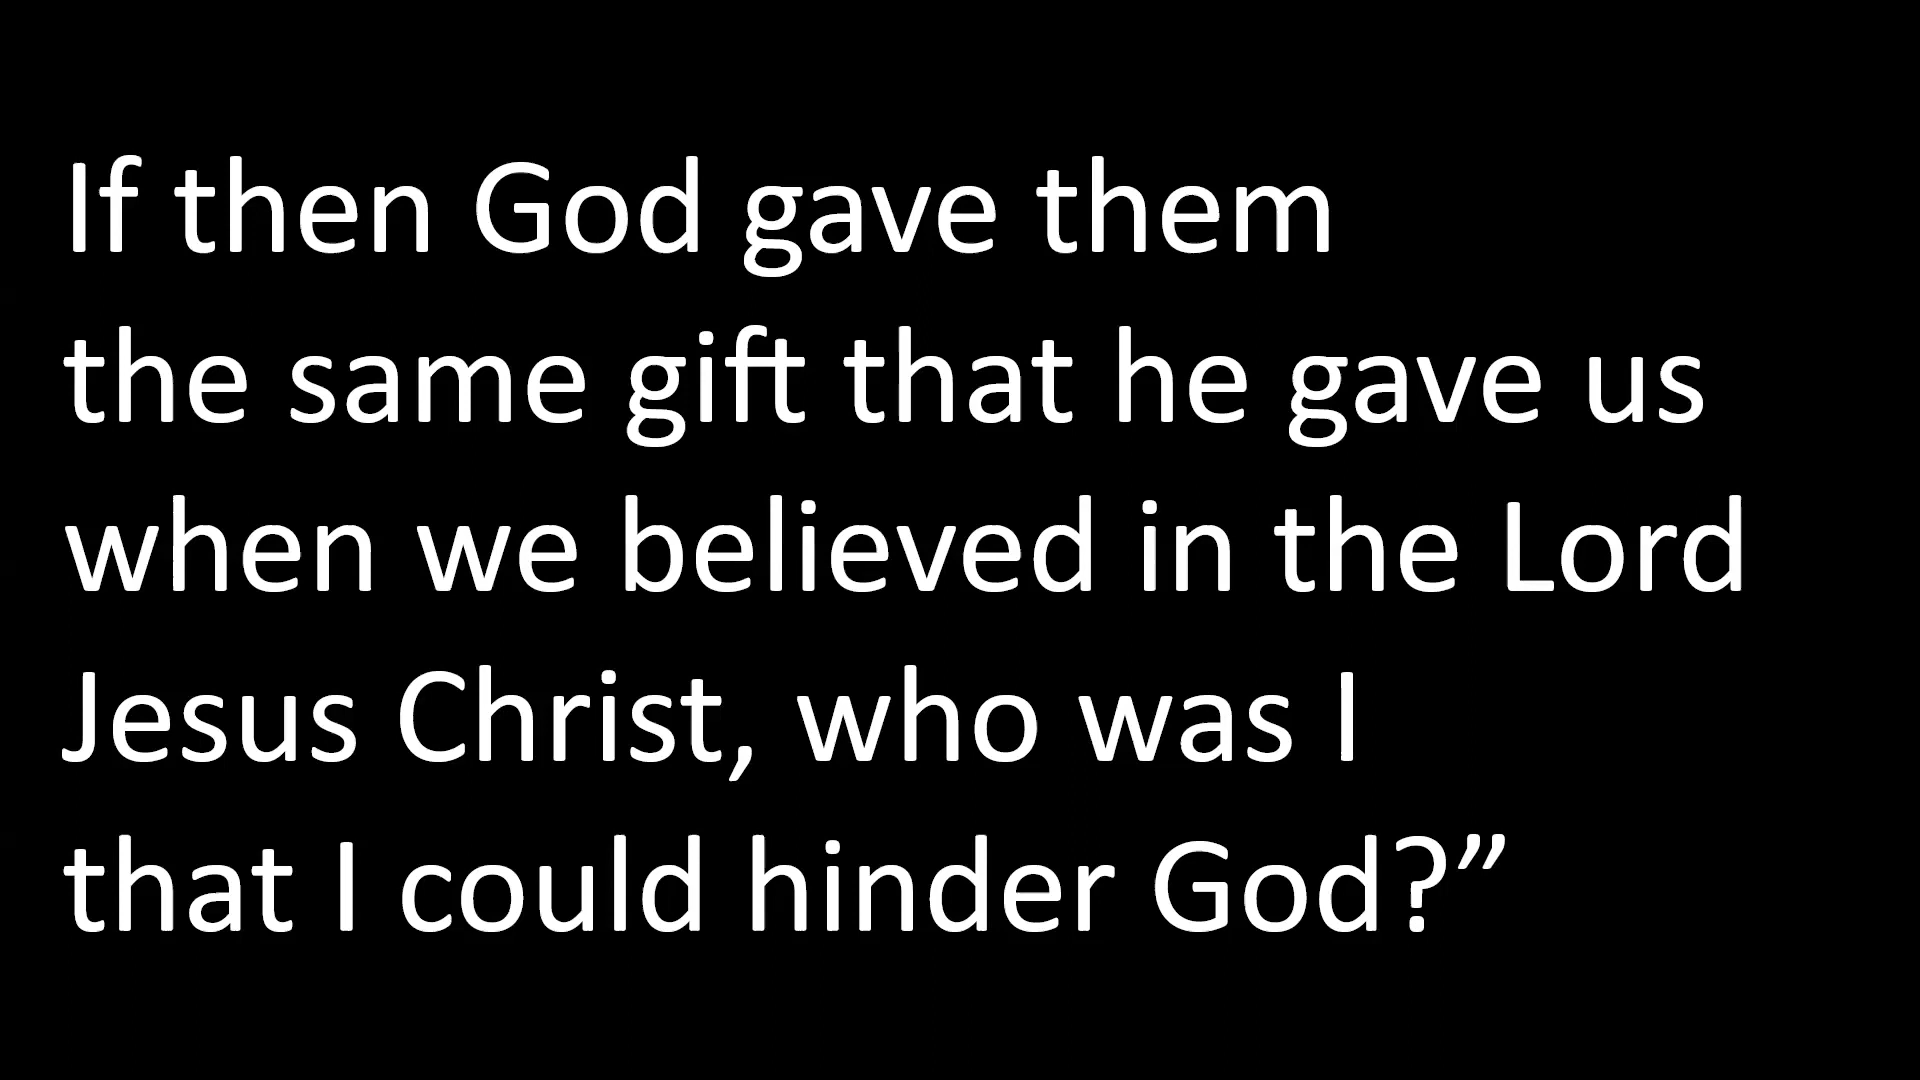 If then God gave them
the same gift that he gave us
when we believed in the Lord
Jesus Christ, who was I
that I could hinder God?”